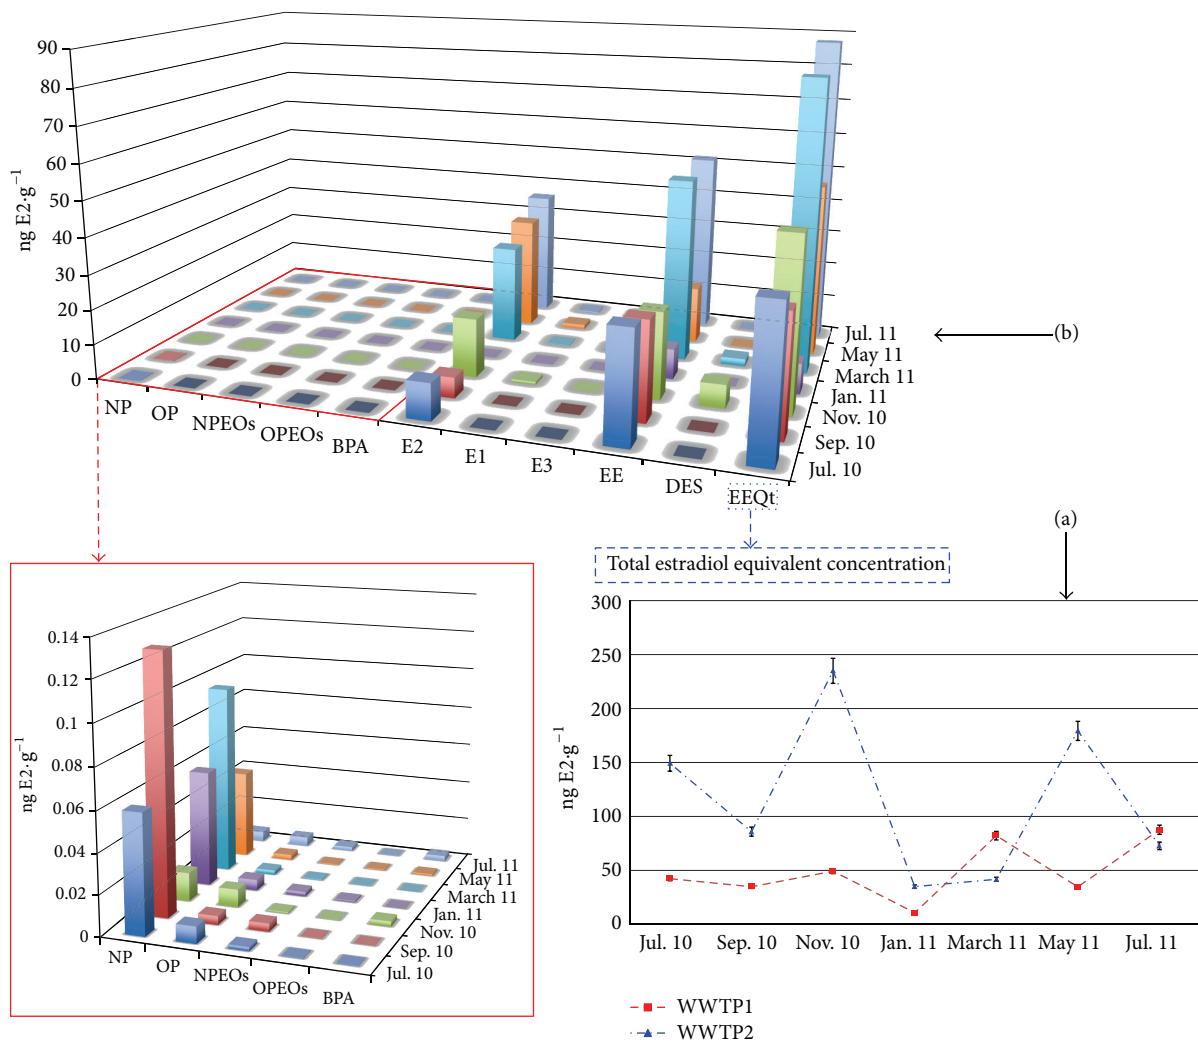 90
80
70
60
50
40
30
20
10
0
ng E2·g⁻¹
NP
OP
NPEOs
OPEOs
BPA
E2
E1
E3
EE
DES
EEQt
Jul. 11
May 11
March 11
Jan. 11
Nov. 10
Sep. 10
Jul. 10
(b)
(a)
Total estradiol equivalent concentration
0.14
0.12
0.1
0.08
0.06
0.04
0.02
0
ng E2·g⁻¹
NP
OP
NPEOs
OPEOs
BPA
Jul. 11
May 11
March 11
Jan. 11
Nov. 10
Sep. 10
Jul. 10
300
250
200
150
100
50
0
ng E2·g⁻¹
Jul. 10 Sep. 10 Nov. 10 Jan. 11 March 11 May 11 Jul. 11
WWTP1
WWTP2